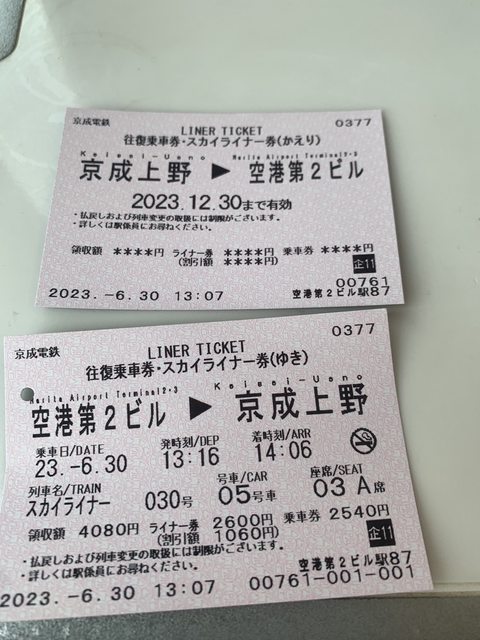 京成電鉄 0377
LINER TICKET
往復乗車券・スカイライナー券(かえり)
Keisei-Ueno Narita Airport Terminal2・3
京成上野 ▶ 空港第2ビル
2023.12.30まで有効
・払戻しおよび列車変更の取扱には制限がございます。
・詳しくは駅係員にお尋ねください。
領収額 ****円 ライナー券 ****円 乗車券 ****円
(割引額 ****円)
企11
00761
2023.-6.30 13:07 空港第2ビル駅87
0377
京成電鉄 LINER TICKET
往復乗車券・スカイライナー券(ゆき)
Narita Airport Terminal2・3 Keisei-Ueno
空港第2ビル ▶ 京成上野
乗車日/DATE 発時刻/DEP 着時刻/ARR
23.-6.30 13:16 14:06
列車名/TRAIN 号車/CAR 座席/SEAT
スカイライナー 030号 05号車 03 A席
領収額 4080円 ライナー券 2600円 乗車券 2540円
(割引額 1060円)
企11
・払戻しおよび列車変更の取扱には制限がございます。
・詳しくは駅係員にお尋ねください。
空港第2ビル駅87
2023.-6.30 13:07 00761-001-001